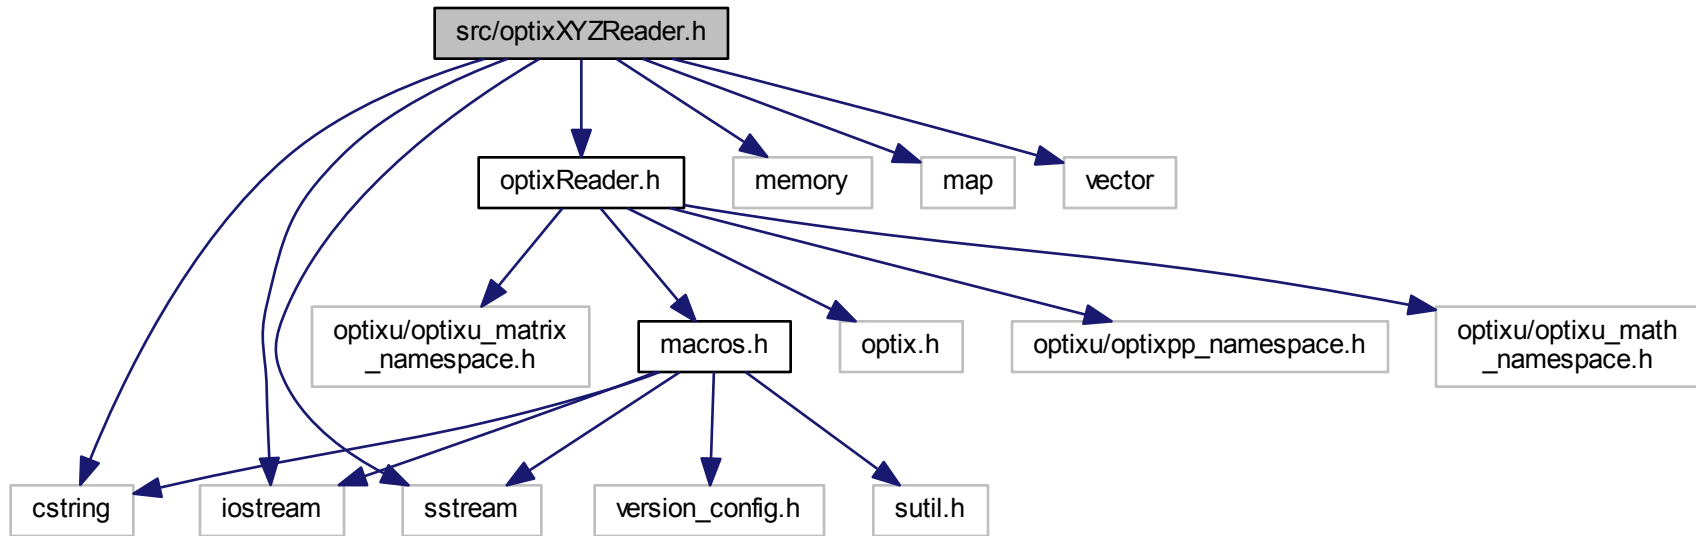 src/optixXYZReader.h
optixReader.h
memory
map
vector
optixu/optixu_matrix
_namespace.h
macros.h
optix.h
optixu/optixpp_namespace.h
optixu/optixu_math
_namespace.h
cstring
iostream
sstream
version_config.h
sutil.h